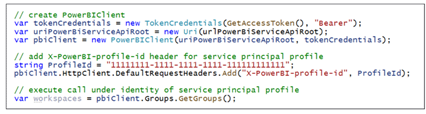 // create PowerBIClient
var tokenCredentials = new TokenCredentials(GetAccessToken(), "Bearer");
var uriPowerBiServiceApiRoot = new Uri(urlPowerBiServiceApiRoot);
var pbiClient = new PowerBIClient(uriPowerBiServiceApiRoot, tokenCredentials);
// add X-PowerBI-profile-id header for service principal profile
string ProfileId = "11111111-1111-1111-1111-111111111111";
pbiClient.HttpClient.DefaultRequestHeaders.Add("X-PowerBI-profile-id", ProfileId);
// execute call under identity of service principal profile
var workspaces = pbiClient.Groups.GetGroups();